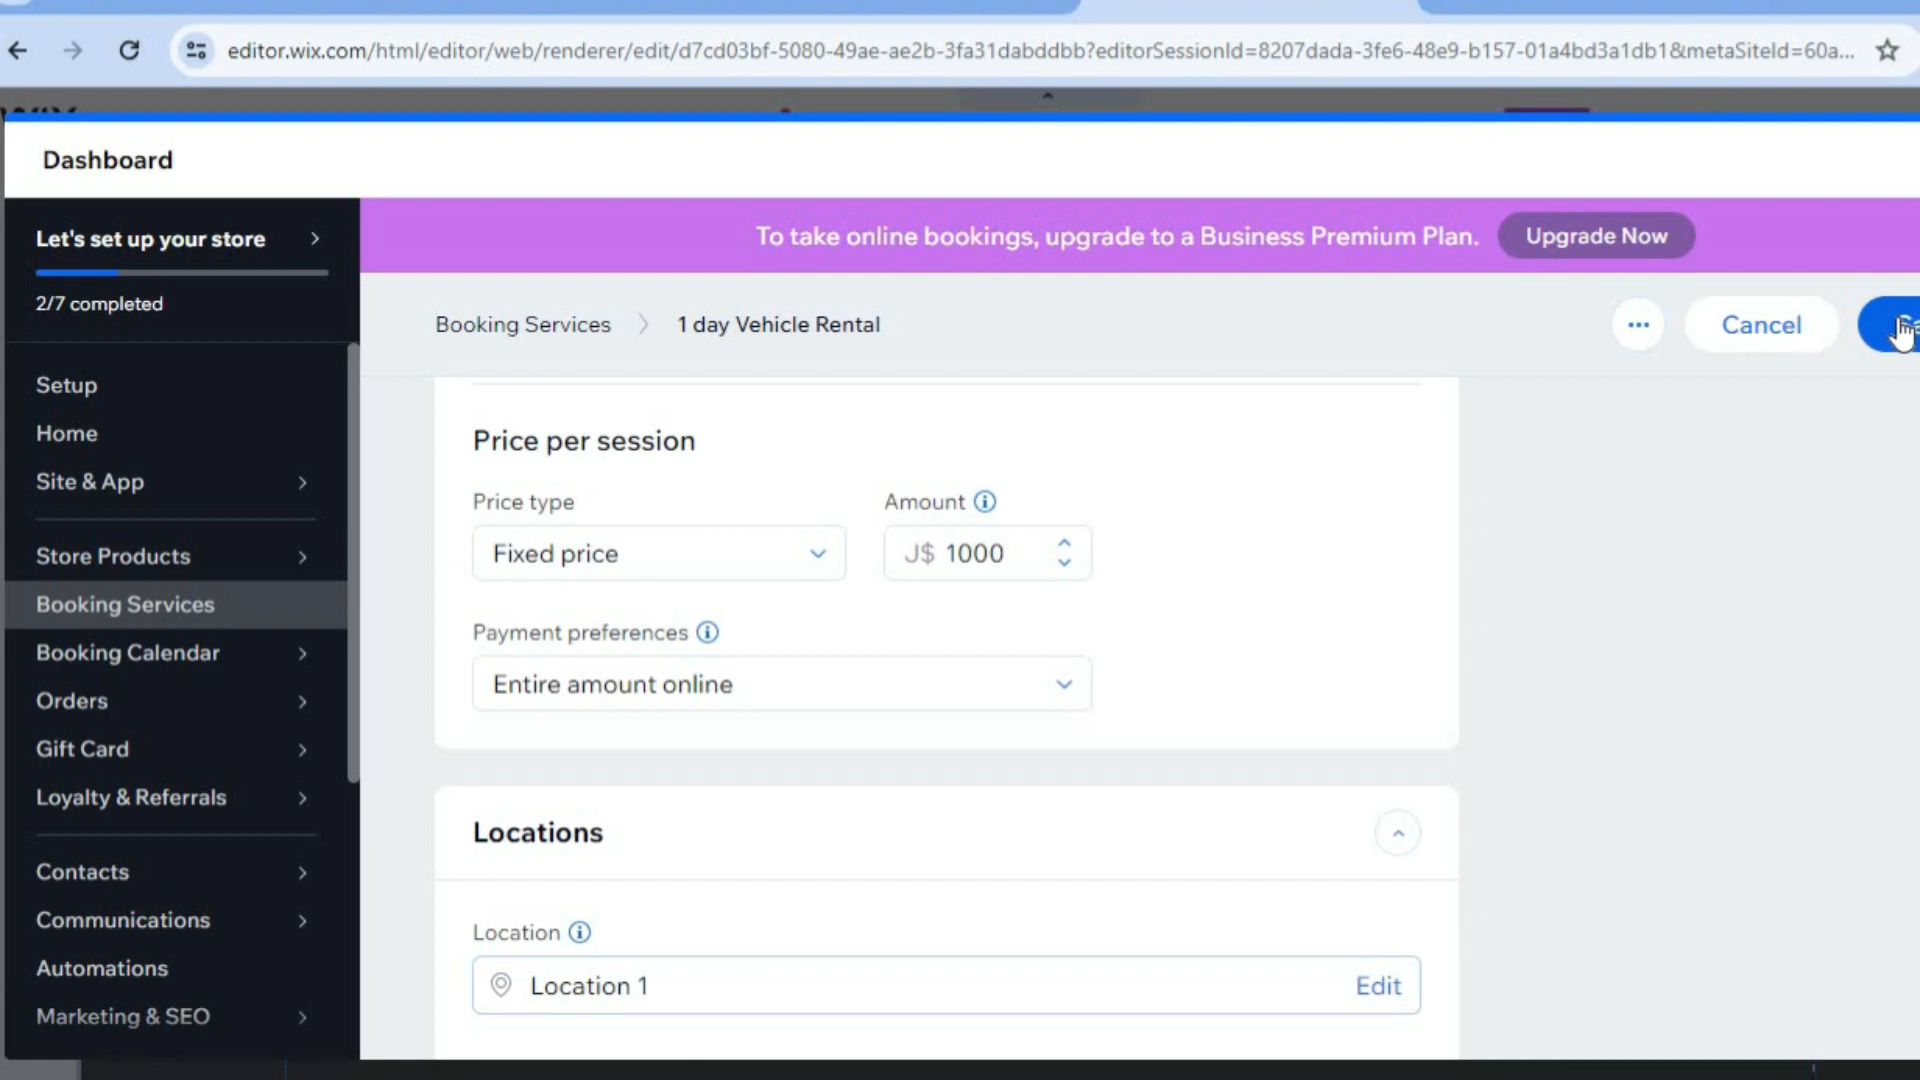 editor.wix.com/html/editor/web/renderer/edit/d7cd03bf-5080-49ae-ae2b-3fa31dabddbb?editorSessionId=8207dada-3fe6-48e9-b157-01a4bd3a1db1&metaSiteId=60a...
Dashboard
Let's set up your store
2/7 completed
To take online bookings, upgrade to a Business Premium Plan.
Upgrade Now
Booking Services
1 day Vehicle Rental
Cancel
Setup
Home
Site & App
Store Products
Booking Services
Booking Calendar
Orders
Gift Card
Loyalty & Referrals
Contacts
Communications
Automations
Marketing & SEO
Price per session
Price type
Amount
Fixed price
J$ 1000
Payment preferences
Entire amount online
Locations
Location
Location 1
Edit